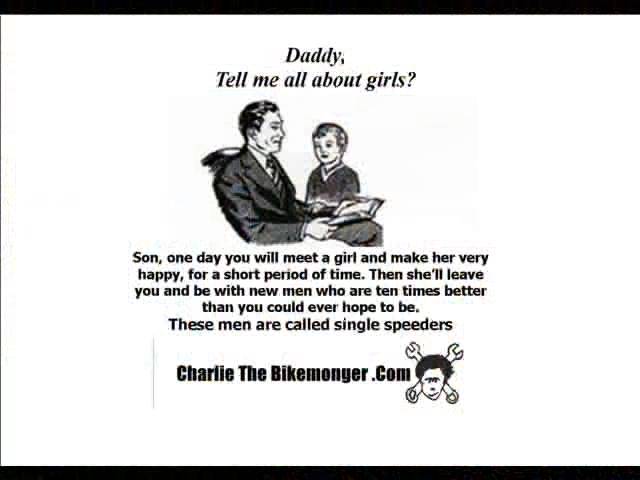 Daddy,
Tell me all about girls?
Son, one day you will meet a girl and make her very
happy, for a short period of time. Then she'll leave
you and be with new men who are ten times better
than you could ever hope to be.
These men are called single speeders
Charlie The Bikemonger .Com